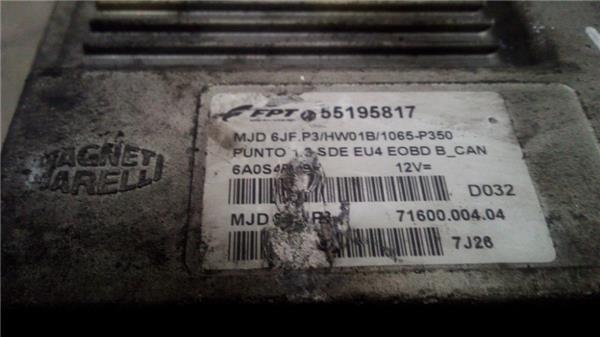 MAGNETI
MARELLI
FPT 55195817
MJD 6JF.P3/HW01B/1065-P350
PUNTO 1.3 SDE EU4 EOBD B_CAN
12V=
D032
MJD 71600.004.04
7J26